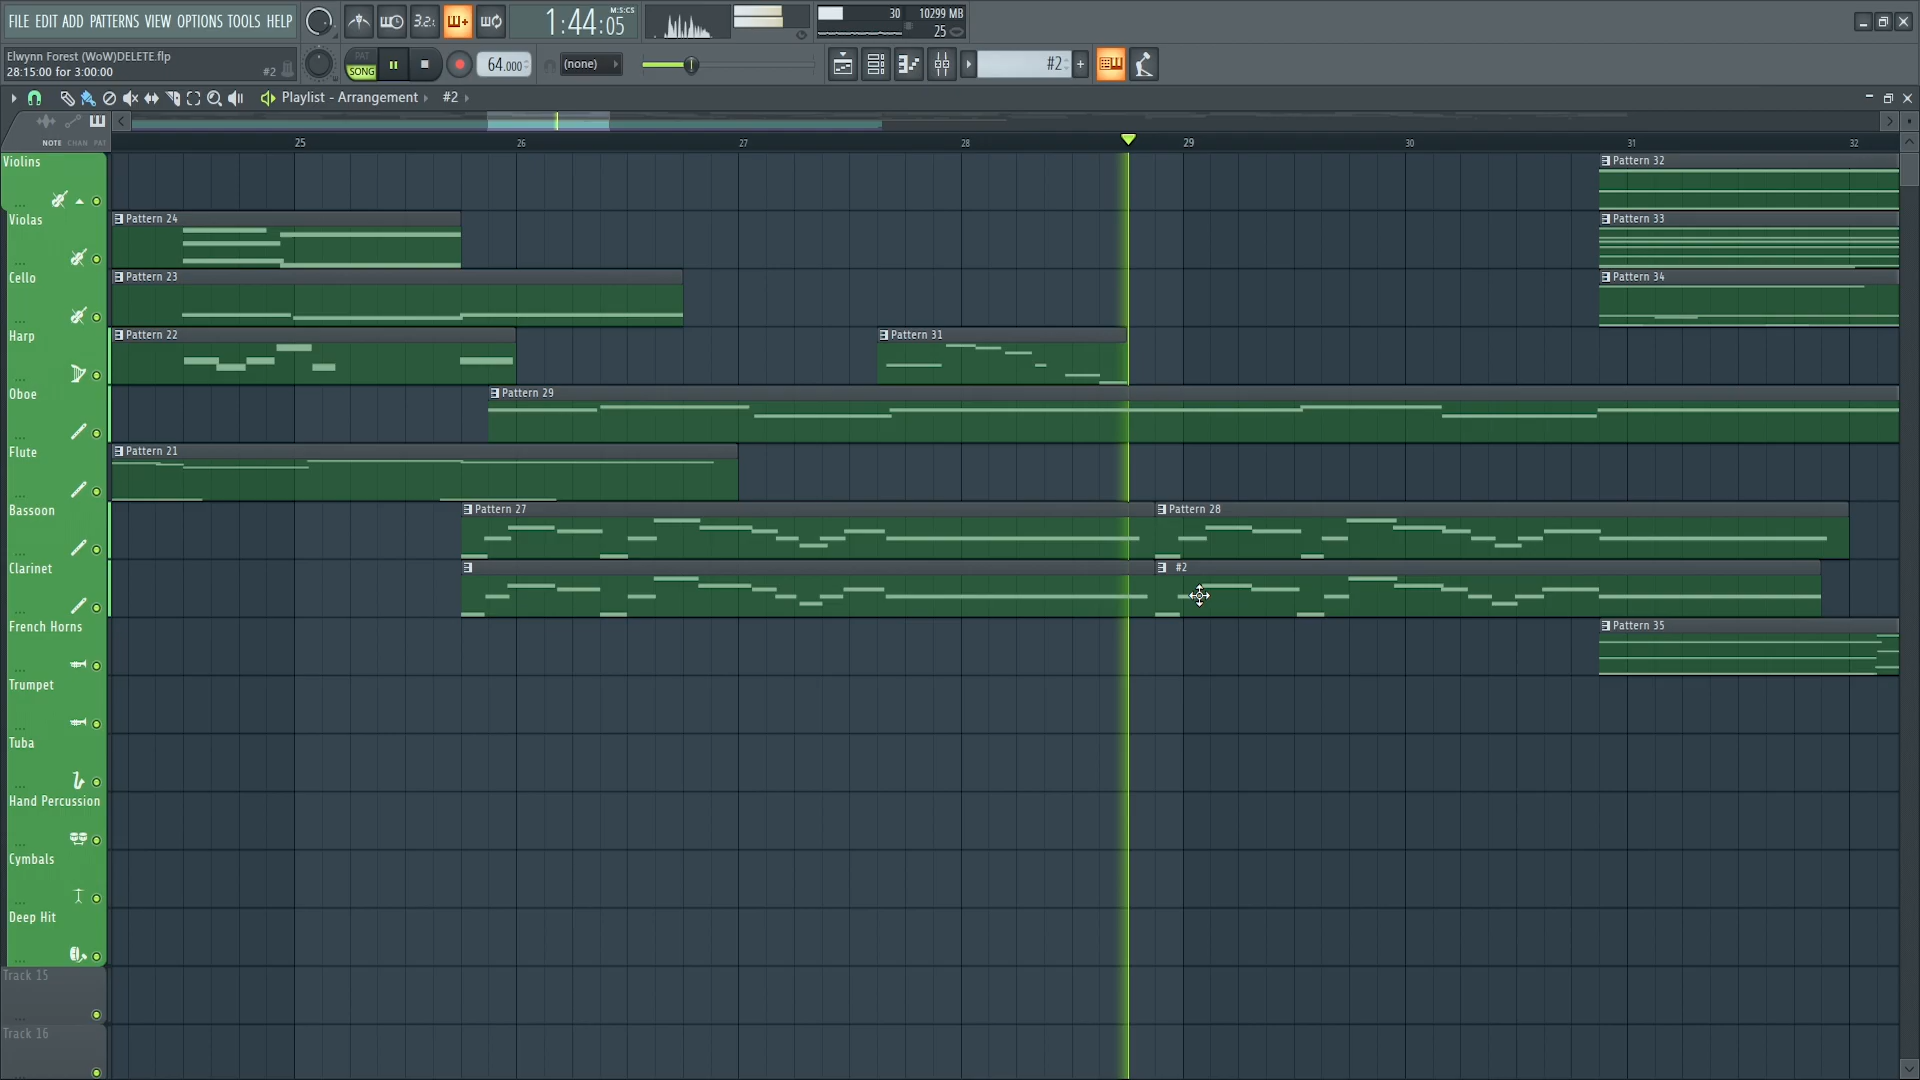 FILE EDIT ADD PATTERNS VIEW OPTIONS TOOLS HELP
3.2.
1:44:05
M:S:CS
30
10299 MB
25
Elwynn Forest (WoW)DELETE.flp
28:15:00 for 3:00:00
#2
PAT
SONG
64.000
(none)
#2
Playlist - Arrangement
#2
NOTE CHAN PAT
25
26
27
28
29
30
31
32
Violins
Pattern 32
Violas
Pattern 24
Pattern 33
Cello
Pattern 23
Pattern 34
Harp
Pattern 22
Pattern 31
Oboe
Pattern 29
Flute
Pattern 21
Bassoon
Pattern 27
Pattern 28
Clarinet
#2
French Horns
Pattern 35
Trumpet
Tuba
Hand Percussion
Cymbals
Deep Hit
Track 15
Track 16